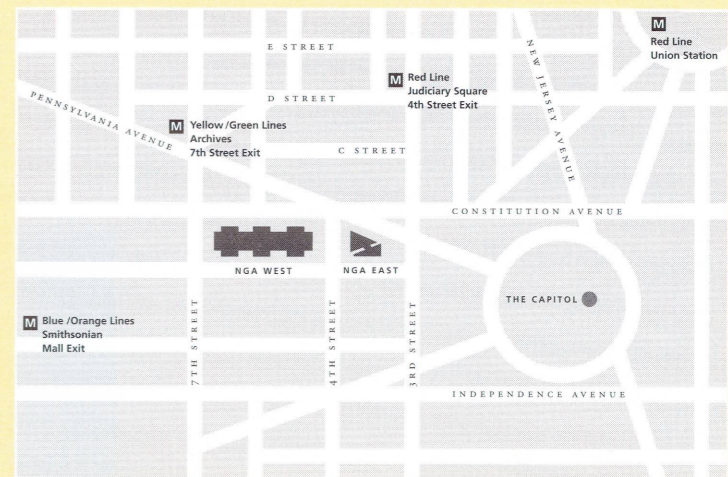 M
Red Line
Union Station
E STREET
NEW JERSEY AVENUE
M Red Line
Judiciary Square
4th Street Exit
D STREET
PENNSYLVANIA AVENUE
M Yellow/Green Lines
Archives
7th Street Exit
C STREET
CONSTITUTION AVENUE
NGA WEST
NGA EAST
THE CAPITOL
M Blue/Orange Lines
Smithsonian
Mall Exit
7TH STREET
4TH STREET
3RD STREET
INDEPENDENCE AVENUE